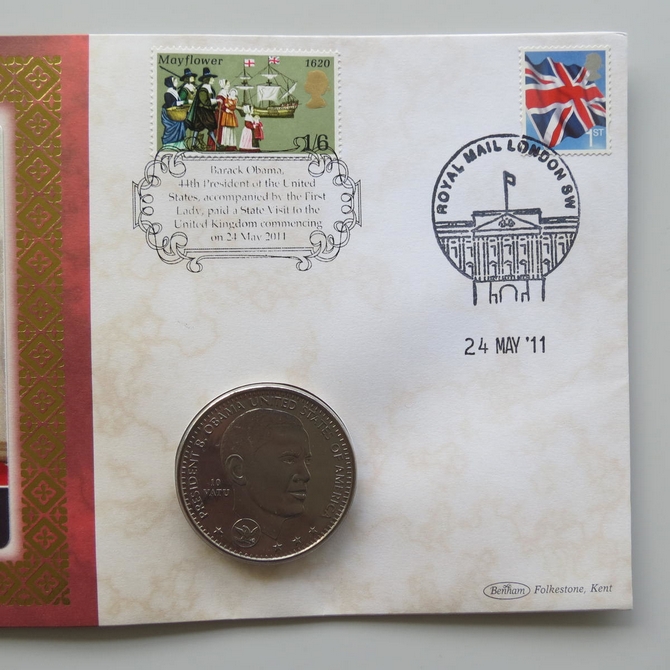 Mayflower 1620
1/6
1ST
Barack Obama,
44th President of the United
States, accompanied by the First
Lady, paid a State Visit to the
United Kingdom commencing
on 24 May 2011
ROYAL MAIL LONDON SW
24 MAY '11
PRESIDENT B. OBAMA UNITED STATES OF AMERICA
10
VATU
Benham Folkestone, Kent